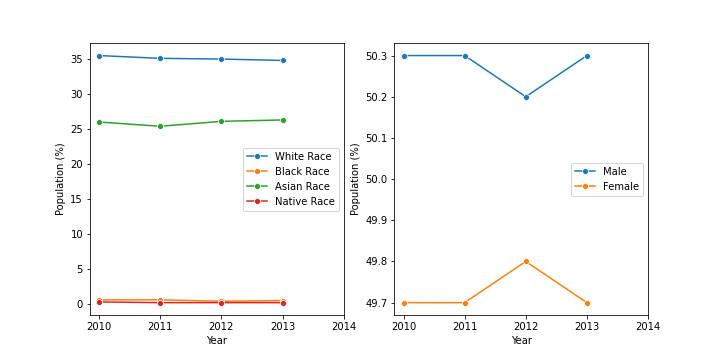 35
30
25
20
15
10
5
0
Population (%)
2010 2011 2012 2013 2014
Year
White Race
Black Race
Asian Race
Native Race
50.3
50.2
50.1
50.0
49.9
49.8
49.7
Population (%)
2010 2011 2012 2013 2014
Year
Male
Female